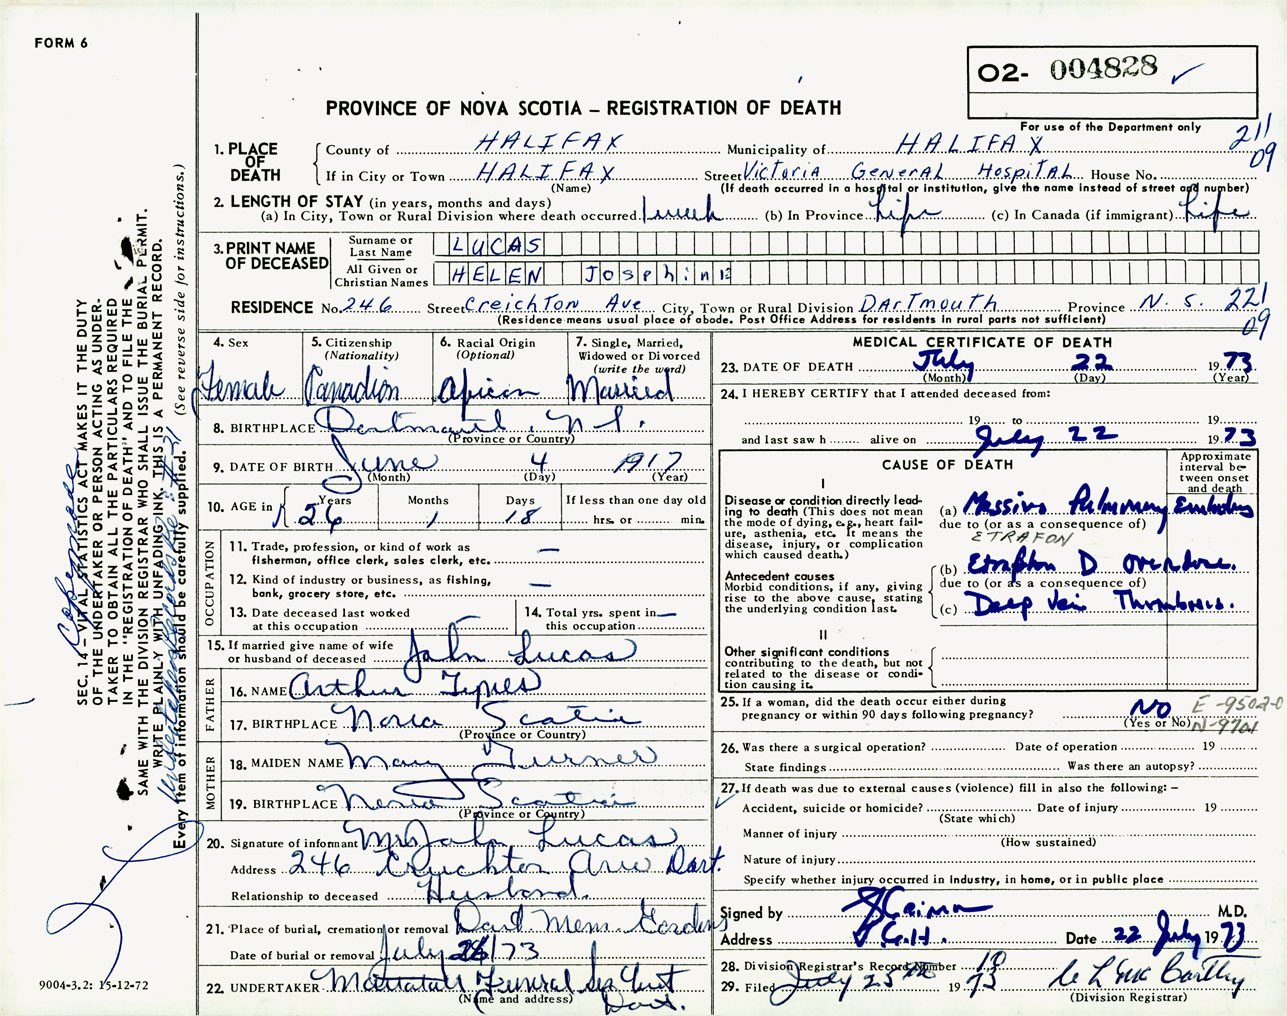 FORM 6
O2- 004828 ✓
PROVINCE OF NOVA SCOTIA – REGISTRATION OF DEATH
For use of the Department only
211
09
1. PLACE OF DEATH
County of HALIFAX Municipality of HALIFAX
If in City or Town HALIFAX Street Victoria General Hospital House No.
(Name) (If death occurred in a hospital or institution, give the name instead of street and number)
2. LENGTH OF STAY (in years, months and days)
(a) In City, Town or Rural Division where death occurred 1 week (b) In Province Life (c) In Canada (if immigrant) Life
3. PRINT NAME OF DECEASED
Surname or Last Name LUCAS
All Given or Christian Names HELEN Josephine
RESIDENCE No. 246 Street Creichton Ave City, Town or Rural Division Dartmouth Province N. S. 221
09
(Residence means usual place of abode. Post Office Address for residents in rural parts not sufficient)
4. Sex
Female
5. Citizenship
(Nationality)
Canadian
6. Racial Origin
(Optional)
African
7. Single, Married, Widowed or Divorced
(write the word)
Married
8. BIRTHPLACE Dartmouth, N.S.
(Province or Country)
9. DATE OF BIRTH June 4 1917
(Month) (Day) (Year)
10. AGE in
Years Months Days If less than one day old
56 1 18 hrs. or min.
OCCUPATION
11. Trade, profession, or kind of work as fisherman, office clerk, sales clerk, etc. —
12. Kind of industry or business, as fishing, bank, grocery store, etc. —
13. Date deceased last worked at this occupation
14. Total yrs. spent in this occupation —
15. If married give name of wife or husband of deceased John Lucas
FATHER
16. NAME Arthur Tynes
17. BIRTHPLACE Nova Scotia
(Province or Country)
MOTHER
18. MAIDEN NAME Mary Turner
19. BIRTHPLACE Nova Scotia
(Province or Country)
20. Signature of informant Mr John Lucas
Address 246 Creichton Ave Dart.
Relationship to deceased Husband.
21. Place of burial, cremation or removal Dart Mem. Gardens
Date of burial or removal July 73
22. UNDERTAKER Mattatall Funeral Dart.
(Name and address)
MEDICAL CERTIFICATE OF DEATH
23. DATE OF DEATH July 22 1973
(Month) (Day) (Year)
24. I HEREBY CERTIFY that I attended deceased from:
19 to 19
and last saw h alive on July 22 1973
CAUSE OF DEATH
Approximate interval between onset and death
I
Disease or condition directly leading to death (This does not mean the mode of dying, e.g., heart failure, asthenia, etc. It means the disease, injury, or complication which caused death.)
(a) Massive Pulmonary Embolus
due to (or as a consequence of)
ETRAFON
Antecedent causes
Morbid conditions, if any, giving rise to the above cause, stating the underlying condition last.
(b) Etrafon D overdose.
due to (or as a consequence of)
(c) Deep Vein Thrombosis.
II
Other significant conditions contributing to the death, but not related to the disease or condition causing it.
25. If a woman, did the death occur either during pregnancy or within 90 days following pregnancy? NO
(Yes or No)
E-950.20
N-9701
26. Was there a surgical operation? Date of operation 19
State findings Was there an autopsy?
27. If death was due to external causes (violence) fill in also the following: –
Accident, suicide or homicide? Date of injury 19
(State which)
Manner of injury
(How sustained)
Nature of injury
Specify whether injury occurred in Industry, in home, or in public place
Signed by M.D.
Address V.G.H. Date 22 July 1973
28. Division Registrar's Record Number
29. Filed July 25th 1973
(Division Registrar)
SEC. 14 – VITAL STATISTICS ACT MAKES IT THE DUTY
OF THE UNDERTAKER OR PERSON ACTING AS UNDERTAKER TO OBTAIN ALL THE PARTICULARS REQUIRED
IN THE "REGISTRATION OF DEATH" AND TO FILE THE
SAME WITH THE DIVISION REGISTRAR WHO SHALL ISSUE THE BURIAL PERMIT.
WRITE PLAINLY WITH UNFADING INK. THIS IS A PERMANENT RECORD.
Every item of information should be carefully supplied. (See reverse side for instructions.)
9004-3.2: 15-12-72